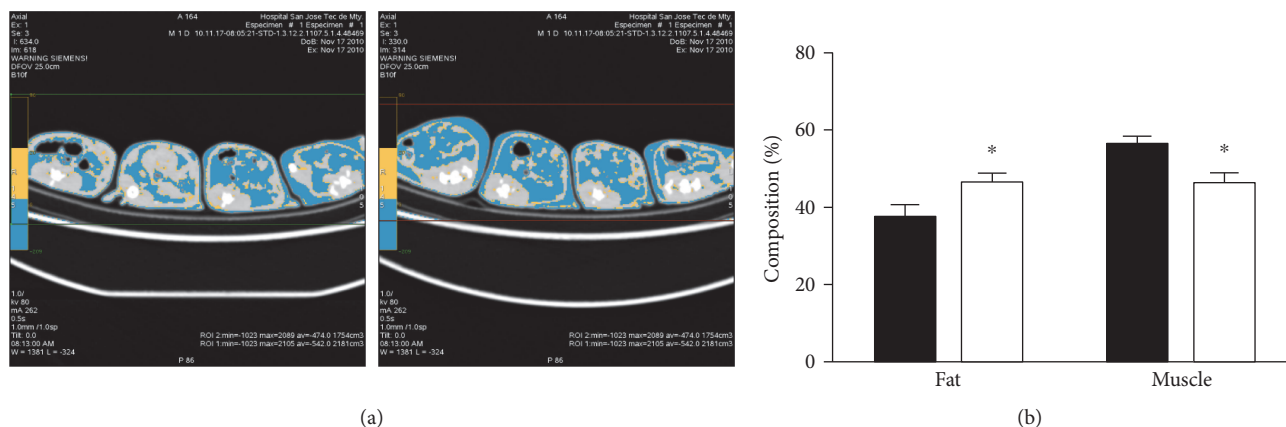 Axial
Ex: 1
Se: 3
I: 634.0
Im: 618
WARNING SIEMENS!
DFOV 25.0cm
B10f
A 164
Hospital San Jose Tec de Mty.
Especimen # 1 Especimen # 1
M 1 D 10.11.17-08:05:21-STD-1.3.12.2.1107.5.1.4.48469
DoB: Nov 17 2010
Ex: Nov 17 2010
1.0/
kv 80
mA 262
0.5s
1.0mm /1.0sp
Tilt: 0.0
08:13:00 AM
W = 1381 L = -324
ROI 2:min=-1023 max=2089 av=-474.0 1754cm3
ROI 1:min=-1023 max=2105 av=-542.0 2181cm3
P 86
Axial
Ex: 1
Se: 3
I: 330.0
Im: 314
WARNING SIEMENS!
DFOV 25.0cm
B10f
A 164
Hospital San Jose Tec de Mty.
Especimen # 1 Especimen # 1
M 1 D 10.11.17-08:05:21-STD-1.3.12.2.1107.5.1.4.48469
DoB: Nov 17 2010
Ex: Nov 17 2010
1.0/
kv 80
mA 262
0.5s
1.0mm /1.0sp
Tilt: 0.0
08:13:00 AM
W = 1381 L = -324
ROI 2:min=-1023 max=2089 av=-474.0 1754cm3
ROI 1:min=-1023 max=2105 av=-542.0 2181cm3
P 86
(a)
Composition (%)
80
60
40
20
0
*
*
Fat
Muscle
(b)